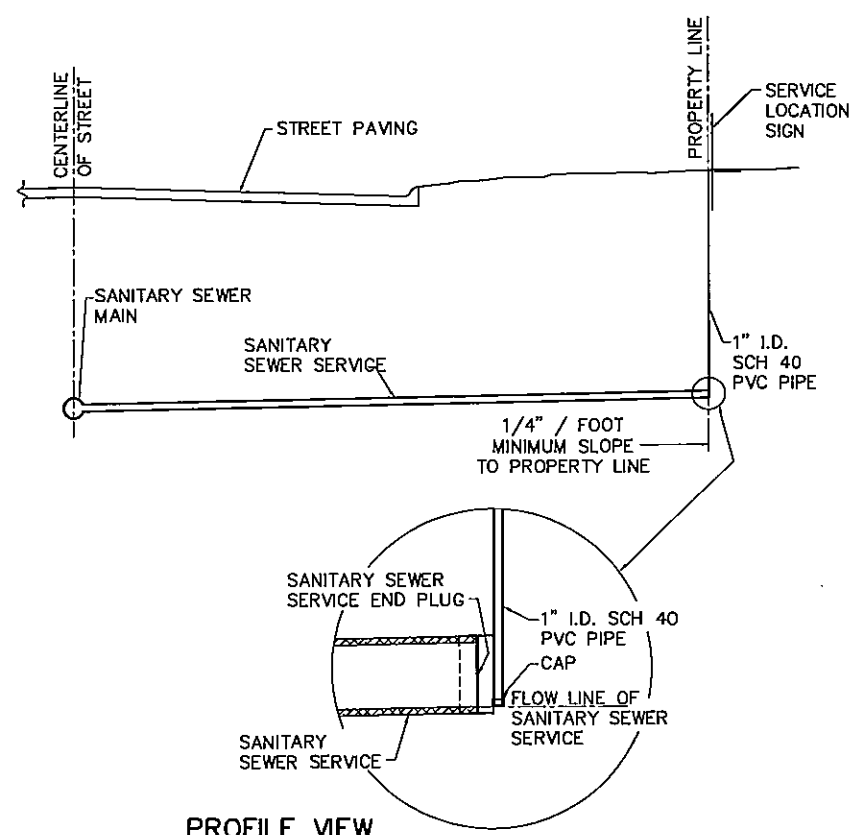 CENTERLINE
OF STREET
STREET PAVING
PROPERTY LINE
SERVICE
LOCATION
SIGN
SANITARY SEWER
MAIN
SANITARY
SEWER SERVICE
1" I.D.
SCH 40
PVC PIPE
1/4" / FOOT
MINIMUM SLOPE
TO PROPERTY LINE
SANITARY SEWER
SERVICE END PLUG
1" I.D. SCH 40
PVC PIPE
CAP
FLOW LINE OF
SANITARY SEWER
SERVICE
SANITARY
SEWER SERVICE
PROFILE VIEW